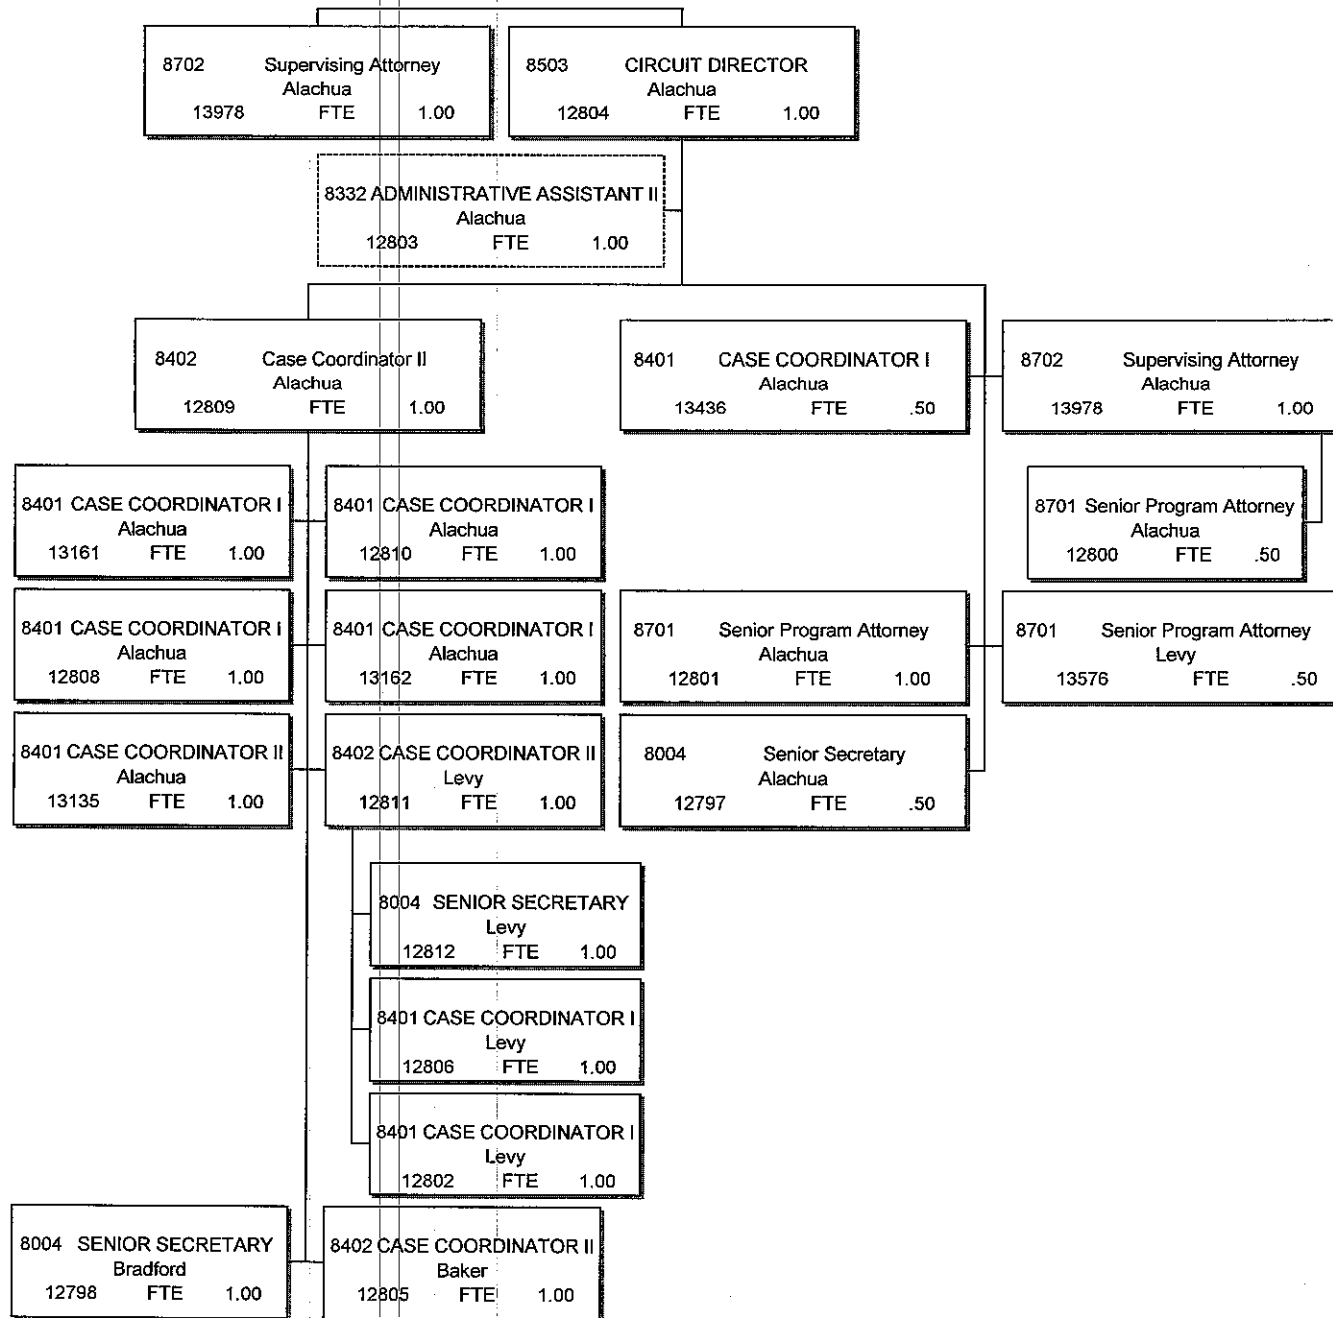 8702 Supervising Attorney
Alachua
13978 FTE 1.00
8503 CIRCUIT DIRECTOR
Alachua
12804 FTE 1.00
8332 ADMINISTRATIVE ASSISTANT II
Alachua
12803 FTE 1.00
8402 Case Coordinator II
Alachua
12809 FTE 1.00
8401 CASE COORDINATOR I
Alachua
13436 FTE .50
8702 Supervising Attorney
Alachua
13978 FTE 1.00
8401 CASE COORDINATOR I
Alachua
13161 FTE 1.00
8401 CASE COORDINATOR I
Alachua
12810 FTE 1.00
8701 Senior Program Attorney
Alachua
12800 FTE .50
8401 CASE COORDINATOR I
Alachua
12808 FTE 1.00
8401 CASE COORDINATOR I
Alachua
13162 FTE 1.00
8701 Senior Program Attorney
Alachua
12801 FTE 1.00
8701 Senior Program Attorney
Levy
13576 FTE .50
8401 CASE COORDINATOR II
Alachua
13135 FTE 1.00
8402 CASE COORDINATOR II
Levy
12811 FTE 1.00
8004 Senior Secretary
Alachua
12797 FTE .50
8004 SENIOR SECRETARY
Levy
12812 FTE 1.00
8401 CASE COORDINATOR I
Levy
12806 FTE 1.00
8401 CASE COORDINATOR I
Levy
12802 FTE 1.00
8004 SENIOR SECRETARY
Bradford
12798 FTE 1.00
8402 CASE COORDINATOR II
Baker
12805 FTE 1.00